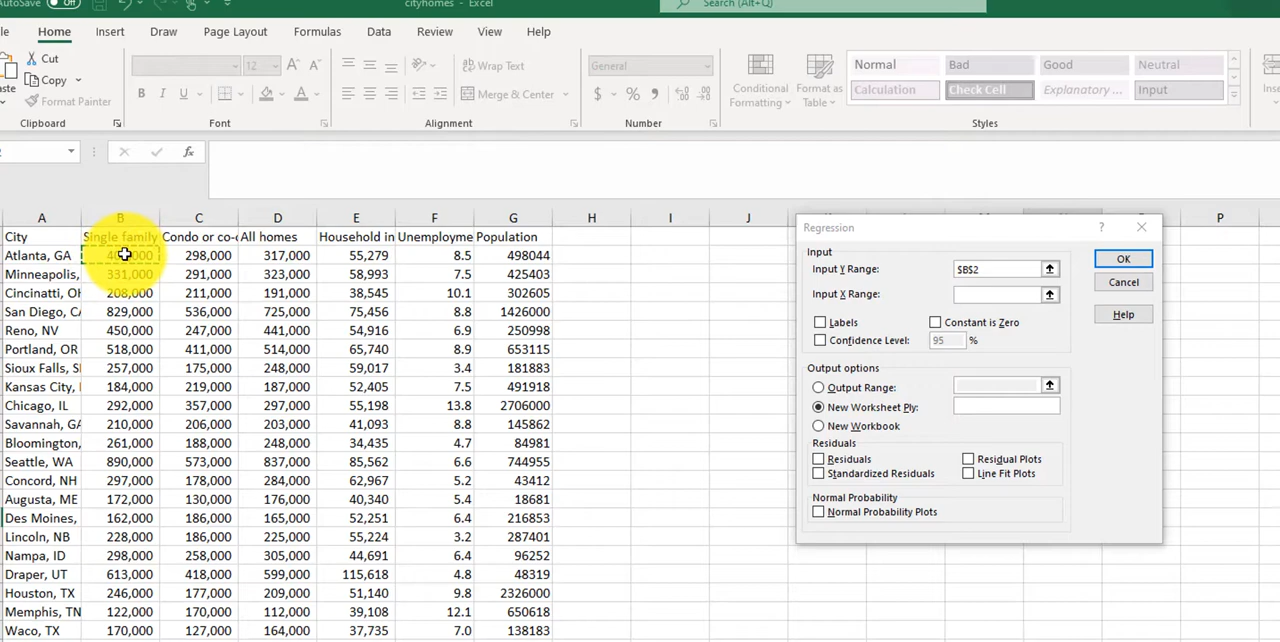 AutoSave Off cityhomes - Excel Search (Alt+Q)
Home Insert Draw Page Layout Formulas Data Review View Help
Cut
Copy
Format Painter
12
Wrap Text
Merge & Center
General
$ % 9
Conditional Formatting
Format as Table
Normal Bad Good Neutral
Calculation Check Cell Explanatory ... Input
Clipboard Font Alignment Number Styles
fx
A B C D E F G H I J P
City Single family Condo or co- All homes Household in Unemployme Population
Atlanta, GA 298,000 317,000 55,279 8.5 498044
Minneapolis, 331,000 291,000 323,000 58,993 7.5 425403
Cincinatti, OH 208,000 211,000 191,000 38,545 10.1 302605
San Diego, CA 829,000 536,000 725,000 75,456 8.8 1426000
Reno, NV 450,000 247,000 441,000 54,916 6.9 250998
Portland, OR 518,000 411,000 514,000 65,740 8.9 653115
Sioux Falls, S 257,000 175,000 248,000 59,017 3.4 181883
Kansas City, 184,000 219,000 187,000 52,405 7.5 491918
Chicago, IL 292,000 357,000 297,000 55,198 13.8 2706000
Savannah, GA 210,000 206,000 203,000 41,093 8.8 145862
Bloomington, 261,000 188,000 248,000 34,435 4.7 84981
Seattle, WA 890,000 573,000 837,000 85,562 6.6 744955
Concord, NH 297,000 178,000 284,000 62,967 5.2 43412
Augusta, ME 172,000 130,000 176,000 40,340 5.4 18681
Des Moines, 162,000 186,000 165,000 52,251 6.4 216853
Lincoln, NB 228,000 186,000 225,000 55,224 3.2 287401
Nampa, ID 298,000 258,000 305,000 44,691 6.4 96252
Draper, UT 613,000 418,000 599,000 115,618 4.8 48319
Houston, TX 246,000 177,000 209,000 51,140 9.8 2326000
Memphis, TN 122,000 170,000 112,000 39,108 12.1 650618
Waco, TX 170,000 127,000 164,000 37,735 7.0 138183
Regression ?
Input
Input Y Range: $B$2
Input X Range:
Labels Constant is Zero
Confidence Level: 95 %
Output options
Output Range:
New Worksheet Ply:
New Workbook
Residuals
Residuals Residual Plots
Standardized Residuals Line Fit Plots
Normal Probability
Normal Probability Plots
OK
Cancel
Help